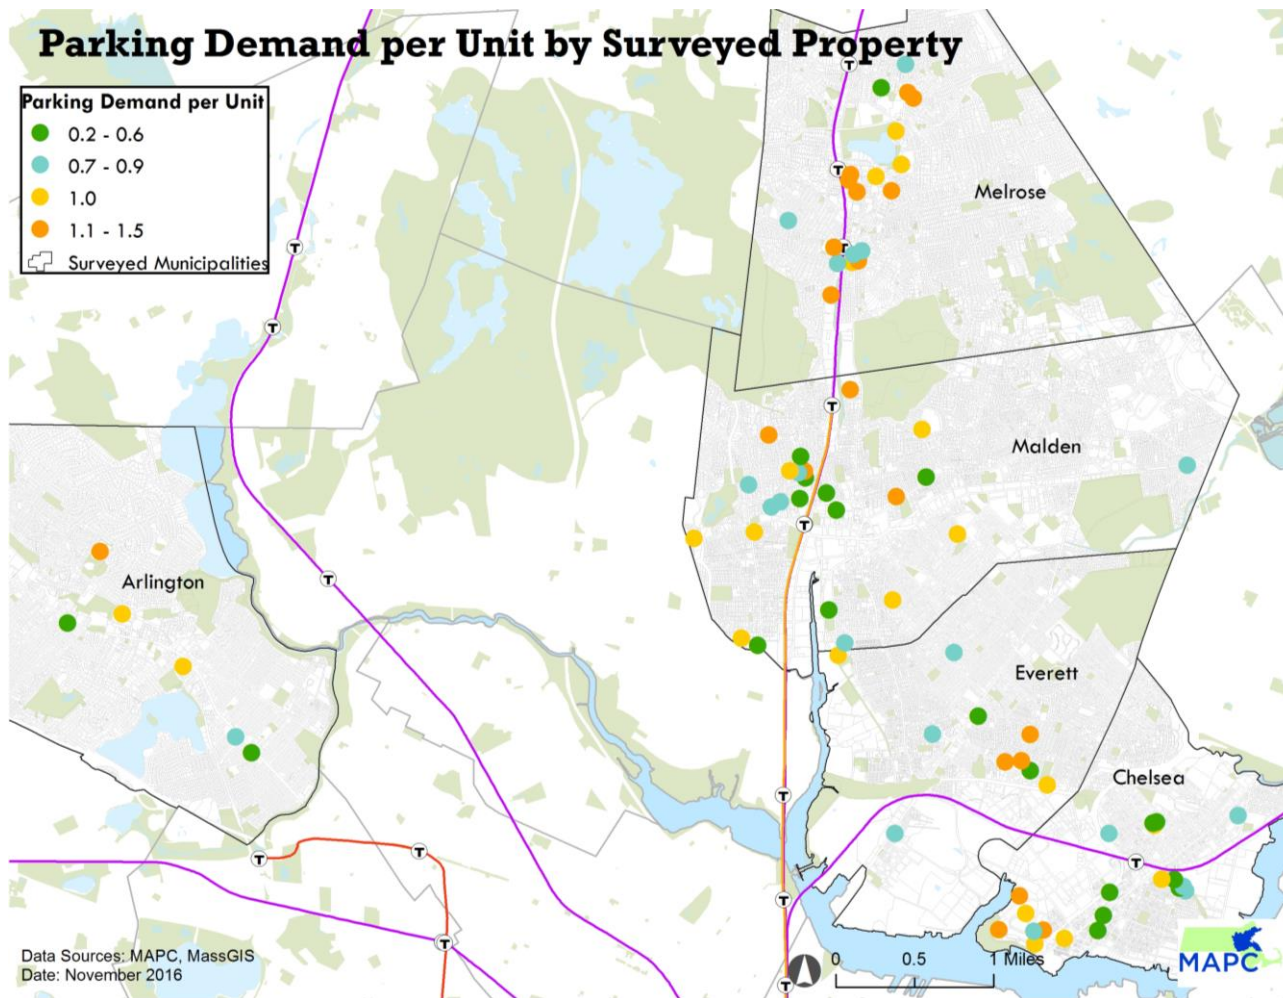 Parking Demand per Unit by Surveyed Property
Parking Demand per Unit
0.2 - 0.6
0.7 - 0.9
1.0
1.1 - 1.5
Surveyed Municipalities
T
T
Melrose
T
T
T
T
Malden
T
T
Arlington
Everett
Chelsea
T
T
T
T
T
T
Data Sources: MAPC, MassGIS
Date: November 2016
0 0.5 1 Miles
MAPC
T